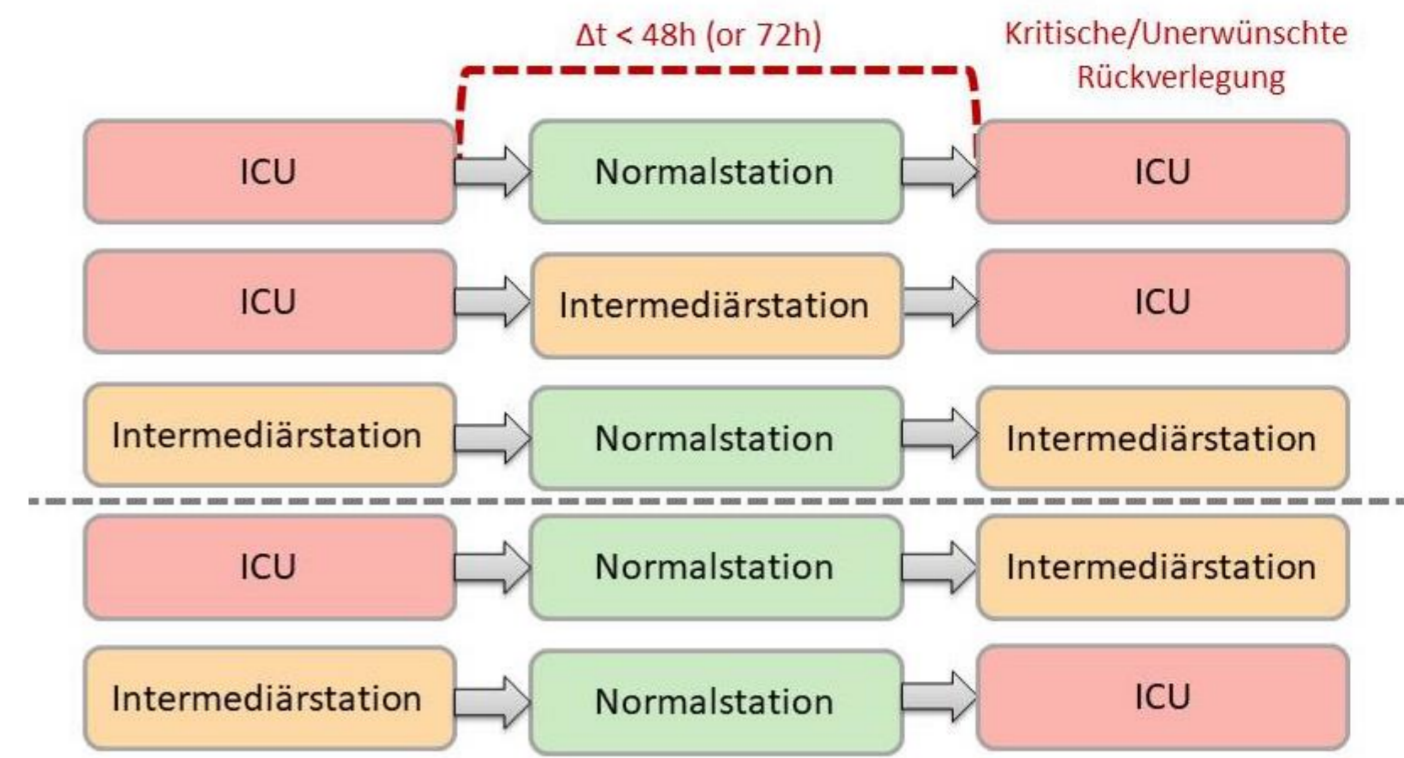 Δt < 48h (or 72h)
Kritische/Unerwünschte
Rückverlegung
ICU
Normalstation
ICU
ICU
Intermediärstation
ICU
Intermediärstation
Normalstation
Intermediärstation
ICU
Normalstation
Intermediärstation
Intermediärstation
Normalstation
ICU